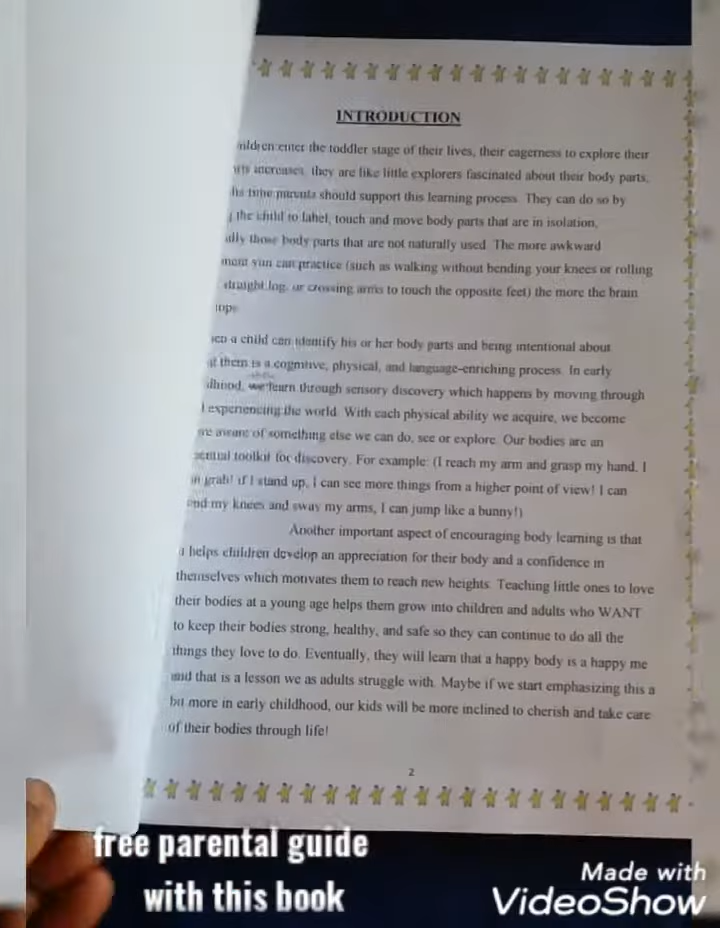 INTRODUCTION
enter the toddler stage of their lives, their eagerness to explore their
increases, they are like little explorers fascinated about their body parts,
time parents should support this learning process. They can do so by
the child to label, touch and move body parts that are in isolation,
those body parts that are not naturally used. The more awkward
you can practice (such as walking without bending your knees or rolling
straight log, or crossing arms to touch the opposite feet) the more the brain
a child can identify his or her body parts and being intentional about
them is a cognitive, physical, and language-enriching process. In early
we learn through sensory discovery which happens by moving through
experiencing the world. With each physical ability we acquire, we become
aware of something else we can do, see or explore. Our bodies are an
toolkit for discovery. For example: (I reach my arm and grasp my hand, I
grab! if I stand up, I can see more things from a higher point of view! I can
my knees and sway my arms, I can jump like a bunny!)
Another important aspect of encouraging body learning is that
helps children develop an appreciation for their body and a confidence in
themselves which motivates them to reach new heights. Teaching little ones to love
their bodies at a young age helps them grow into children and adults who WANT
to keep their bodies strong, healthy, and safe so they can continue to do all the
things they love to do. Eventually, they will learn that a happy body is a happy me
and that is a lesson we as adults struggle with. Maybe if we start emphasizing this a
bit more in early childhood, our kids will be more inclined to cherish and take care
of their bodies through life!
2
free parental guide
with this book
Made with
VideoShow